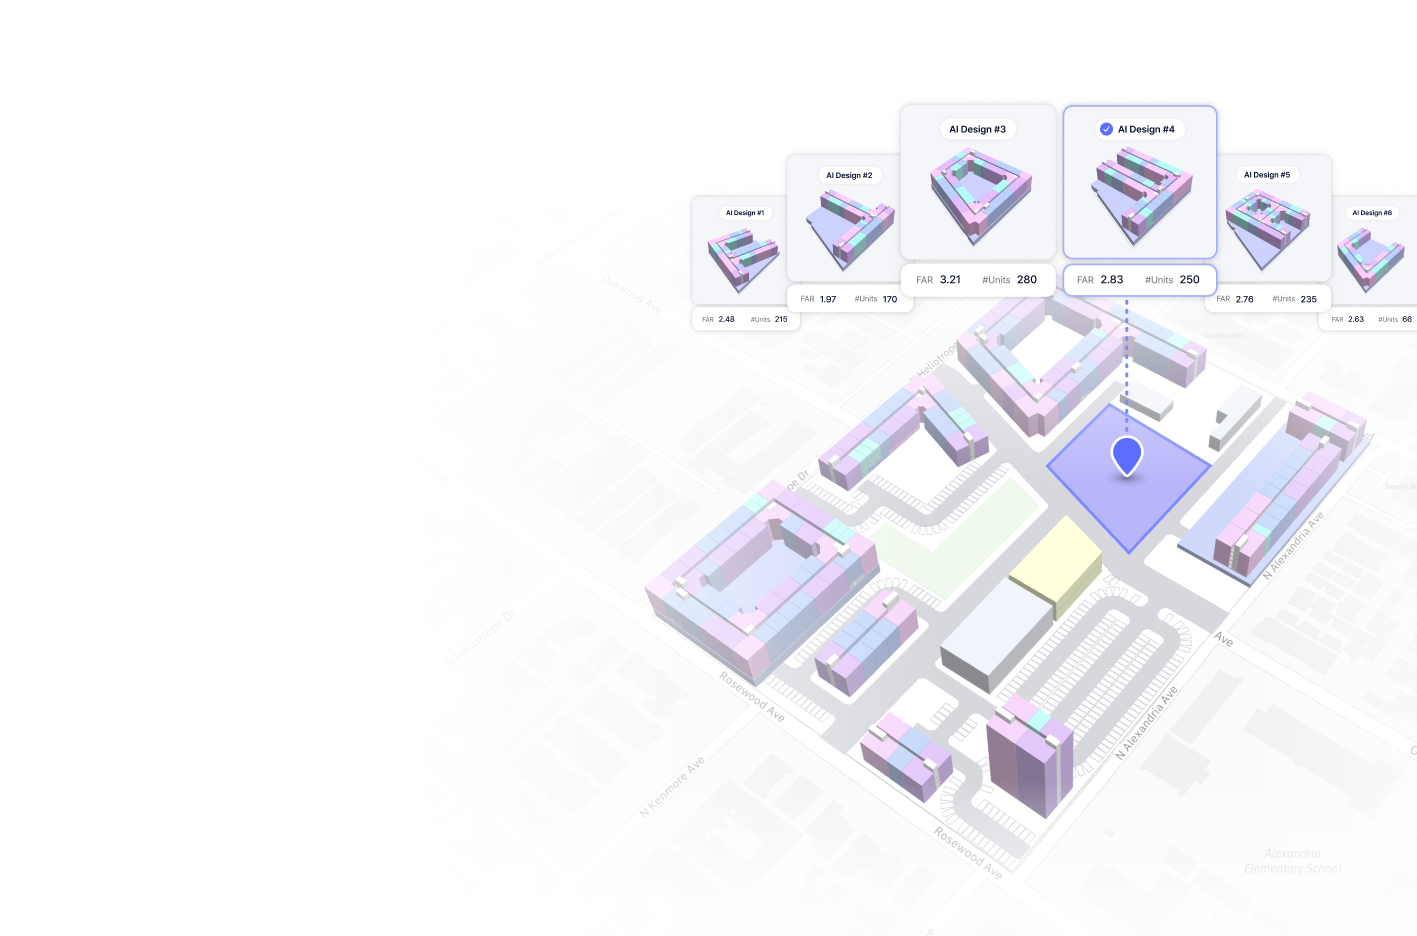 AI Design #1
FAR 2.48 #Units 215
AI Design #2
FAR 1.97 #Units 170
AI Design #3
FAR 3.21 #Units 280
AI Design #4
FAR 2.83 #Units 250
AI Design #5
FAR 2.76 #Units 235
AI Design #6
FAR 2.63 #Units 66
Oakwood Ave
N Heliotrope
pe Dr
N Heliotrope Dr
N Alexandria Ave
Ave
Rosewood Ave
N Alexandria Ave
N Kenmore Ave
Rosewood Ave
Alexandria
Elementary School